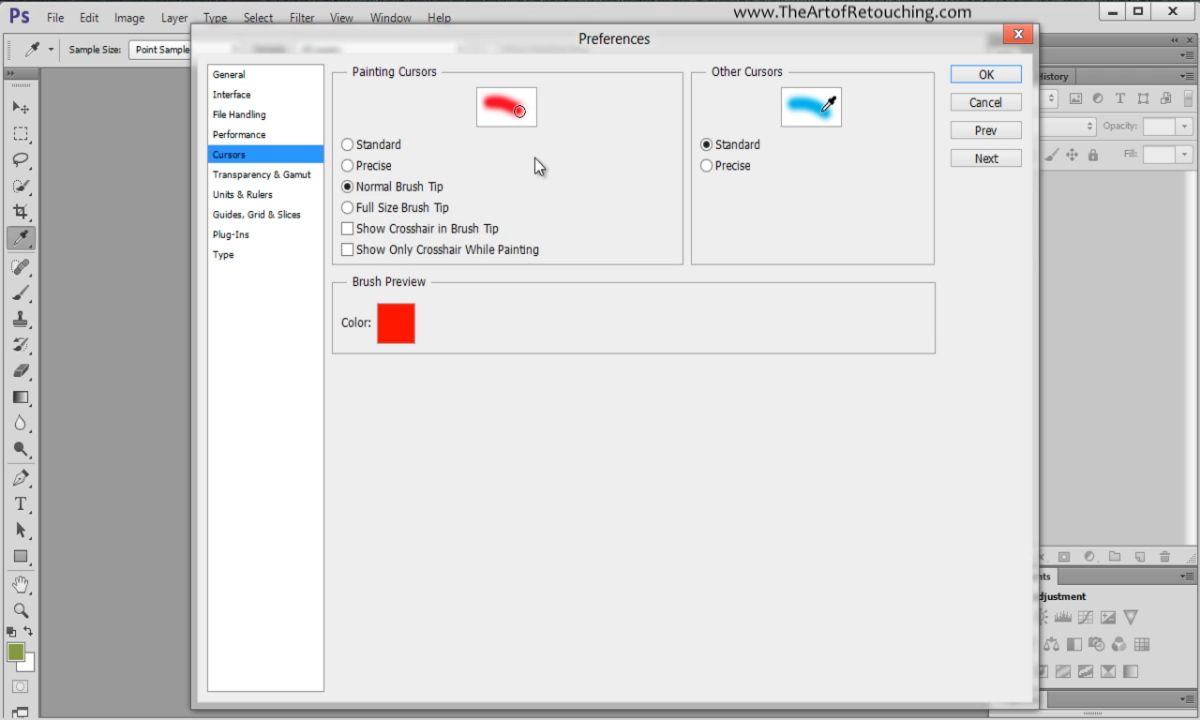 www.TheArtofRetouching.com
Ps File Edit Image Layer Type Select Filter View Window Help
Sample Size: Point Sample
Preferences
General
Interface
File Handling
Performance
Cursors
Transparency & Gamut
Units & Rulers
Guides, Grid & Slices
Plug-Ins
Type
Painting Cursors
Standard
Precise
Normal Brush Tip
Full Size Brush Tip
Show Crosshair in Brush Tip
Show Only Crosshair While Painting
Other Cursors
Standard
Precise
Brush Preview
Color:
OK
Cancel
Prev
Next
History
Opacity:
Fill:
nts
djustment